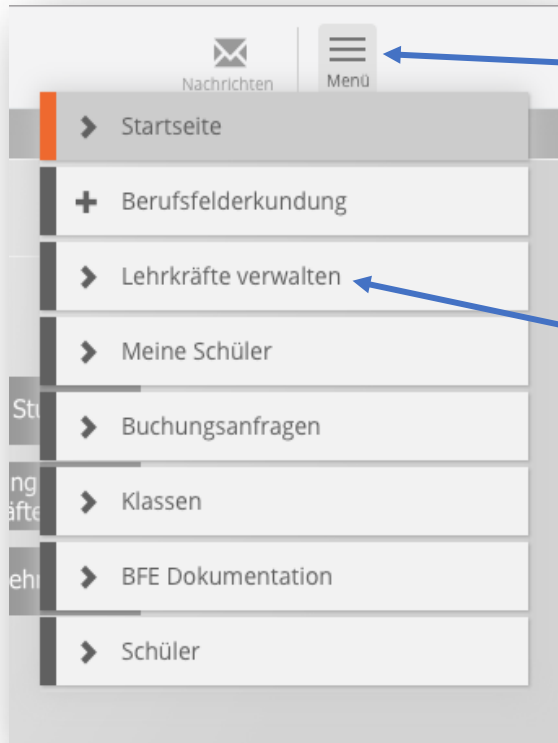 Nachrichten
Menü
Startseite
Berufsfelderkundung
Lehrkräfte verwalten
Meine Schüler
Buchungsanfragen
Klassen
BFE Dokumentation
Schüler